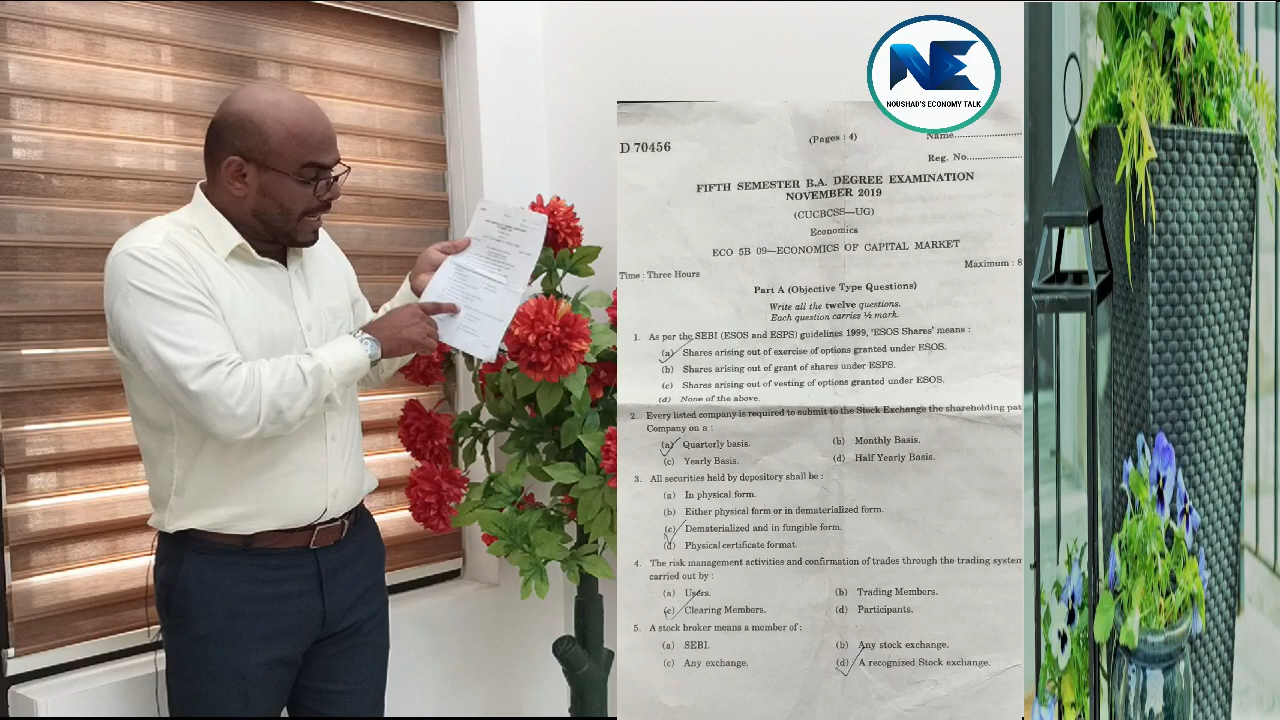 NE
NOUSHAD'S ECONOMY TALK
D 70456
(Pages : 4)
Name......................
Reg. No...................
FIFTH SEMESTER B.A. DEGREE EXAMINATION
NOVEMBER 2019
(CUCBCSS—UG)
Economics
ECO 5B 09—ECONOMICS OF CAPITAL MARKET
Time : Three Hours
Maximum : 8
Part A (Objective Type Questions)
Write all the twelve questions.
Each question carries ½ mark.
1. As per the SEBI (ESOS and ESPS) guidelines 1999, 'ESOS Shares' means :
(a) Shares arising out of exercise of options granted under ESOS.
(b) Shares arising out of grant of shares under ESPS.
(c) Shares arising out of vesting of options granted under ESOS.
(d) None of the above.
2. Every listed company is required to submit to the Stock Exchange the shareholding pat
Company on a :
(a) Quarterly basis. (b) Monthly Basis.
(c) Yearly Basis. (d) Half Yearly Basis.
3. All securities held by depository shall be :
(a) In physical form.
(b) Either physical form or in dematerialized form.
(c) Dematerialized and in fungible form.
(d) Physical certificate format.
4. The risk management activities and confirmation of trades through the trading system
carried out by :
(a) Users. (b) Trading Members.
(c) Clearing Members. (d) Participants.
5. A stock broker means a member of :
(a) SEBI. (b) Any stock exchange.
(c) Any exchange. (d) A recognized Stock exchange.